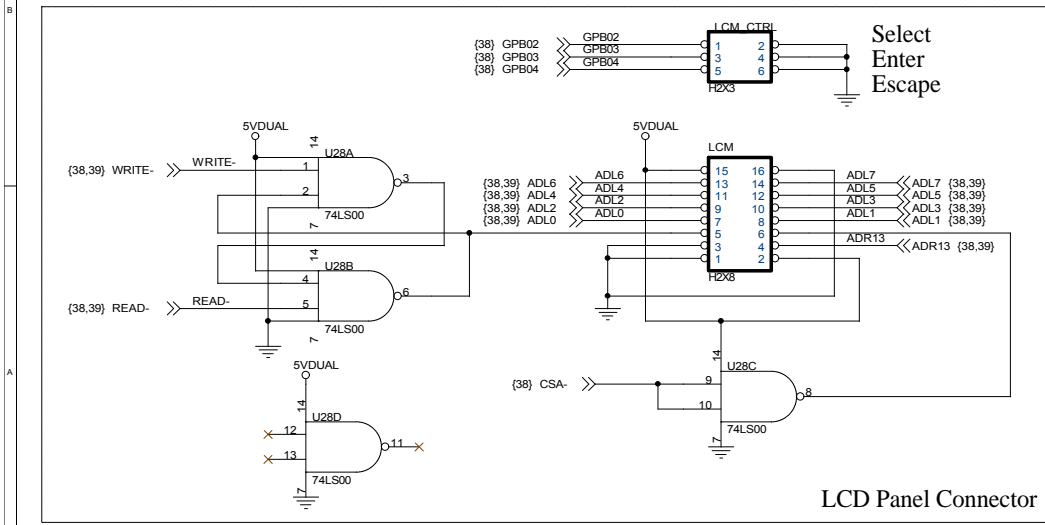 B
LCM_CTRL
{38} GPB02 GPB02 1 2
{38} GPB03 GPB03 3 4
{38} GPB04 GPB04 5 6
H2X3
Select
Enter
Escape
5VDUAL
14
U28A
{38,39} WRITE- WRITE- 1 3
2
74LS00
7
14
U28B
4
6
{38,39} READ- READ- 5
74LS00
7
5VDUAL
LCM
15 16
{38,39} ADL6 ADL6 13 14 ADL7 ADL7 {38,39}
{38,39} ADL4 ADL4 11 12 ADL5 ADL5 {38,39}
{38,39} ADL2 ADL2 9 10 ADL3 ADL3 {38,39}
{38,39} ADL0 ADL0 7 8 ADL1 ADL1 {38,39}
5 6
3 4 ADR13 ADR13 {38,39}
1 2
H2X8
A
5VDUAL
14
U28D
12
11
13
74LS00
7
14
U28C
{38} CSA- 9
8
10
74LS00
7
LCD Panel Connector